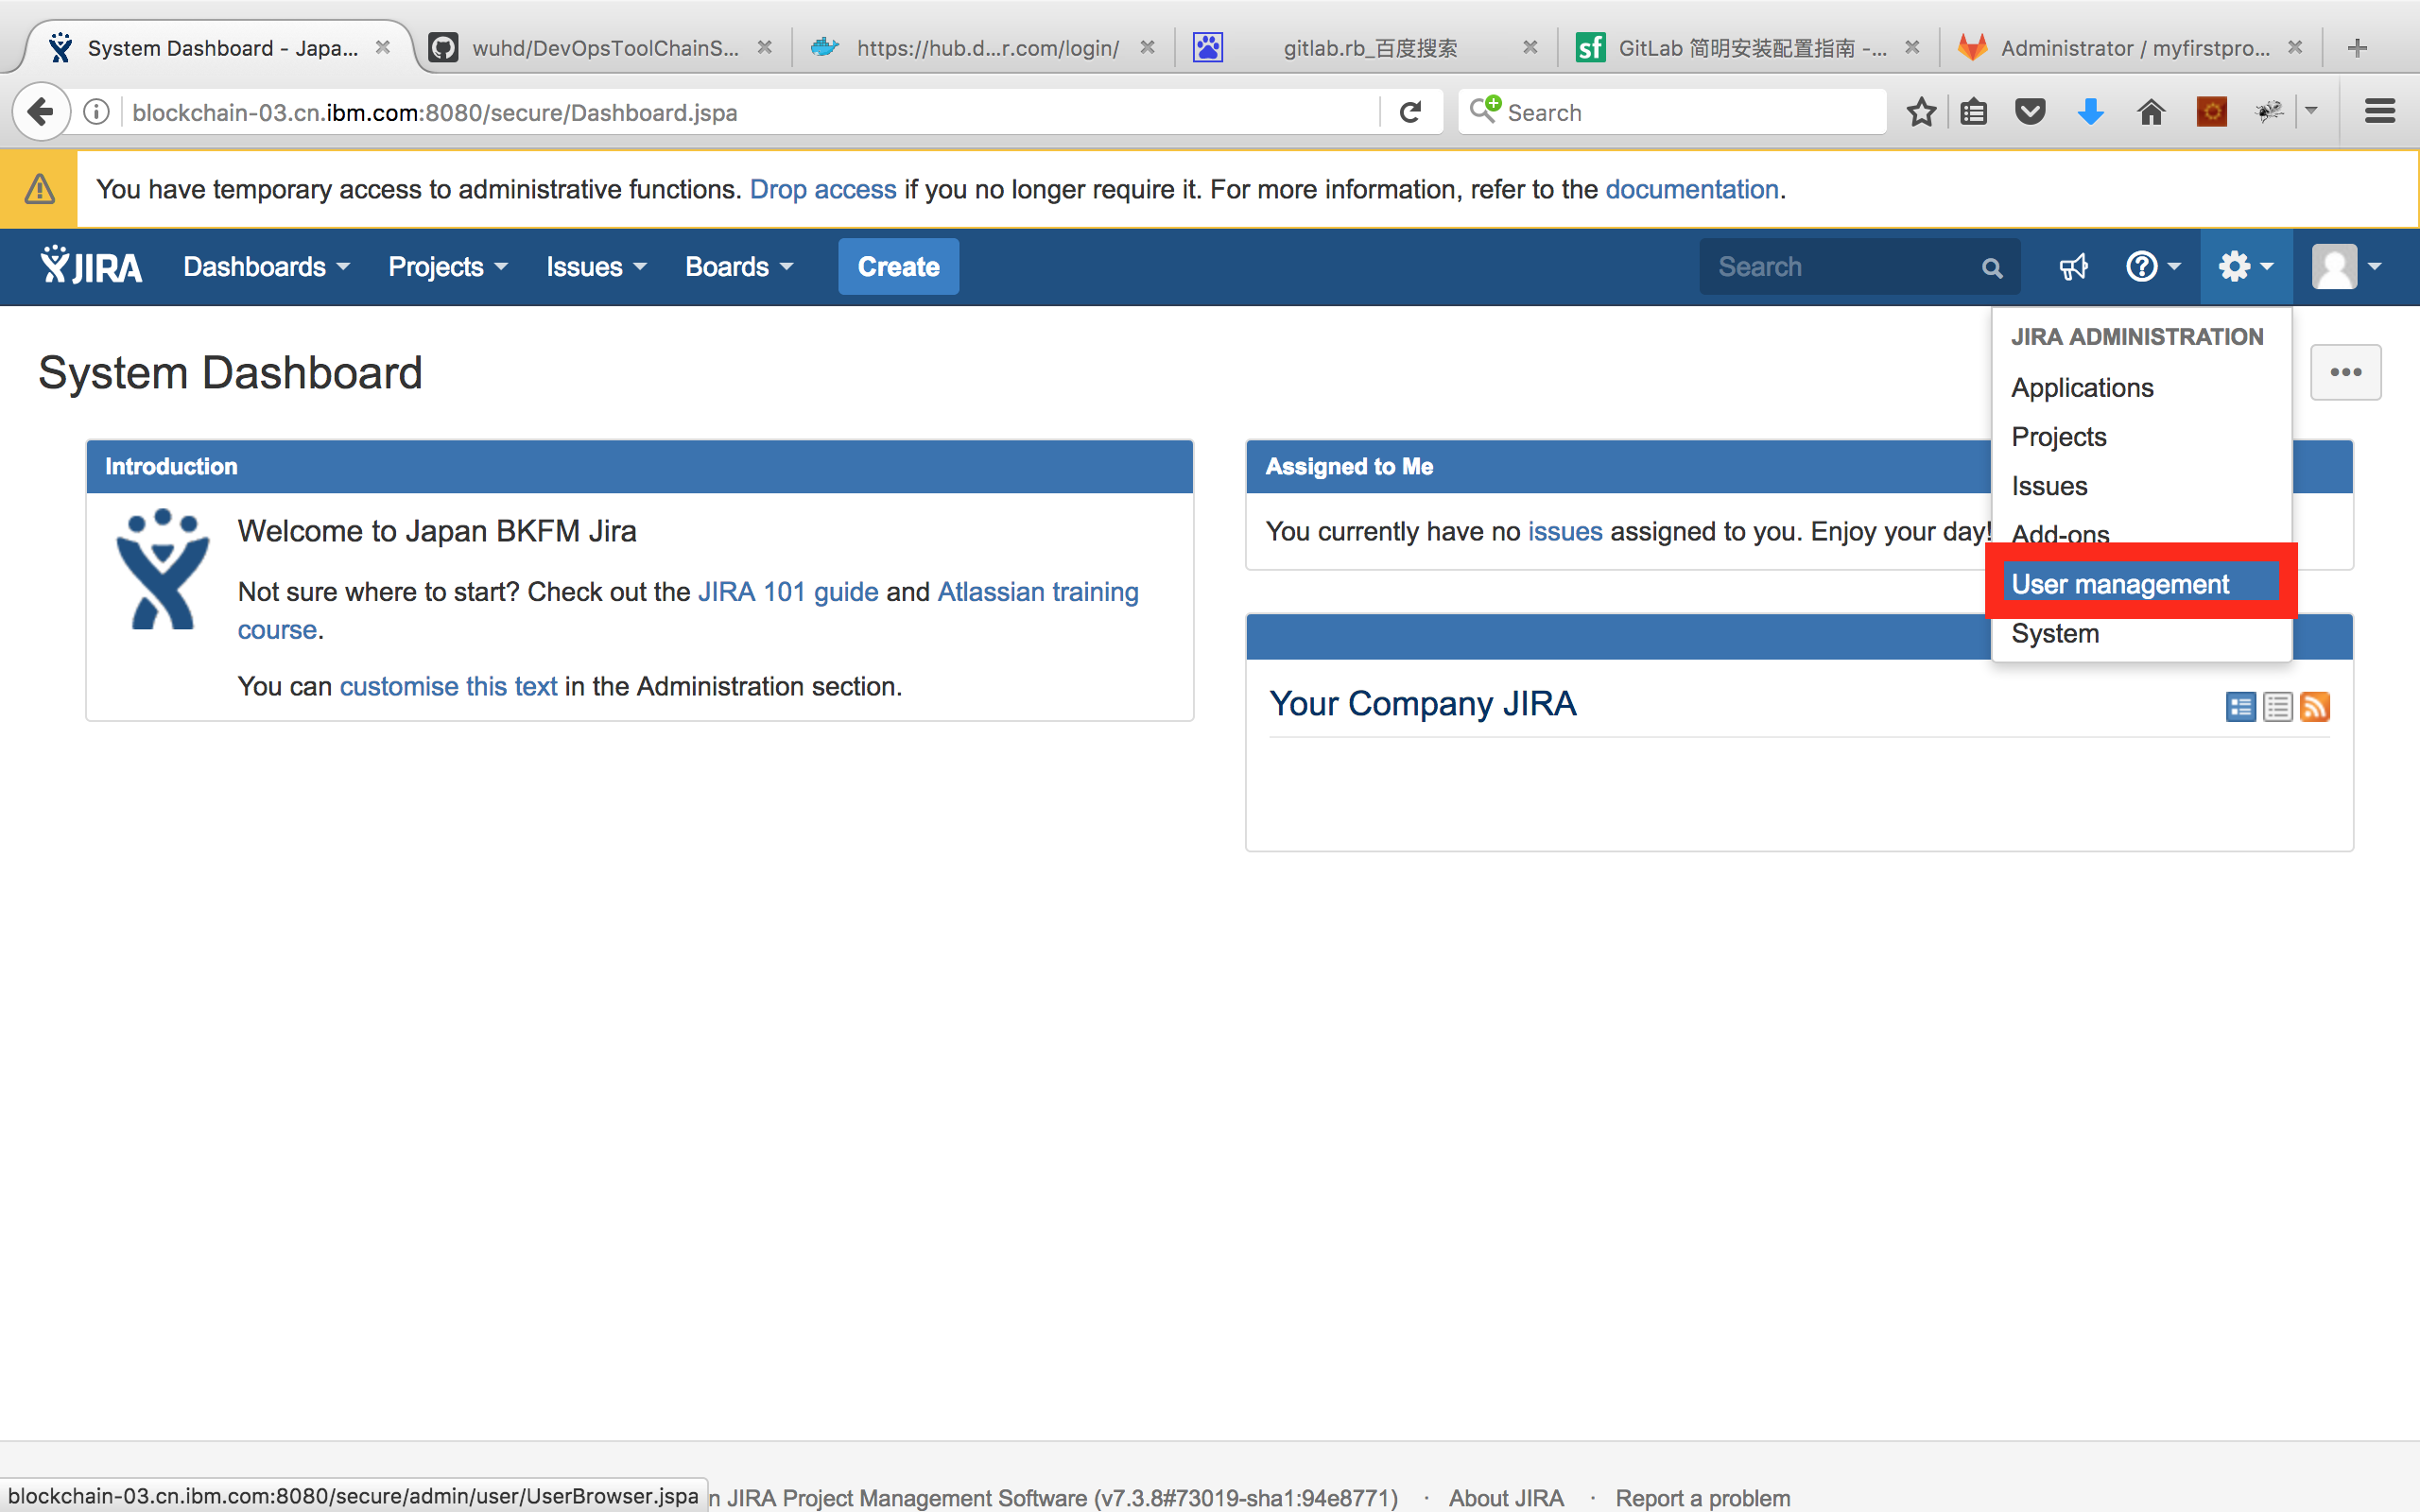 System Dashboard - Japa...
wuhd/DevOpsToolChainS...
https://hub.d...r.com/login/
gitlab.rb_百度搜索
sf GitLab 简明安装配置指南 -...
Administrator / myfirstpro...
blockchain-03.cn.ibm.com:8080/secure/Dashboard.jspa
Search
You have temporary access to administrative functions. Drop access if you no longer require it. For more information, refer to the documentation.
JIRA Dashboards Projects Issues Boards Create Search
JIRA ADMINISTRATION
Applications
Projects
Issues
Add-ons
User management
System
System Dashboard
Introduction
Welcome to Japan BKFM Jira
Not sure where to start? Check out the JIRA 101 guide and Atlassian training
course.
You can customise this text in the Administration section.
Assigned to Me
You currently have no issues assigned to you. Enjoy your day!
Your Company JIRA
blockchain-03.cn.ibm.com:8080/secure/admin/user/UserBrowser.jspa
n JIRA Project Management Software (v7.3.8#73019-sha1:94e8771) · About JIRA · Report a problem